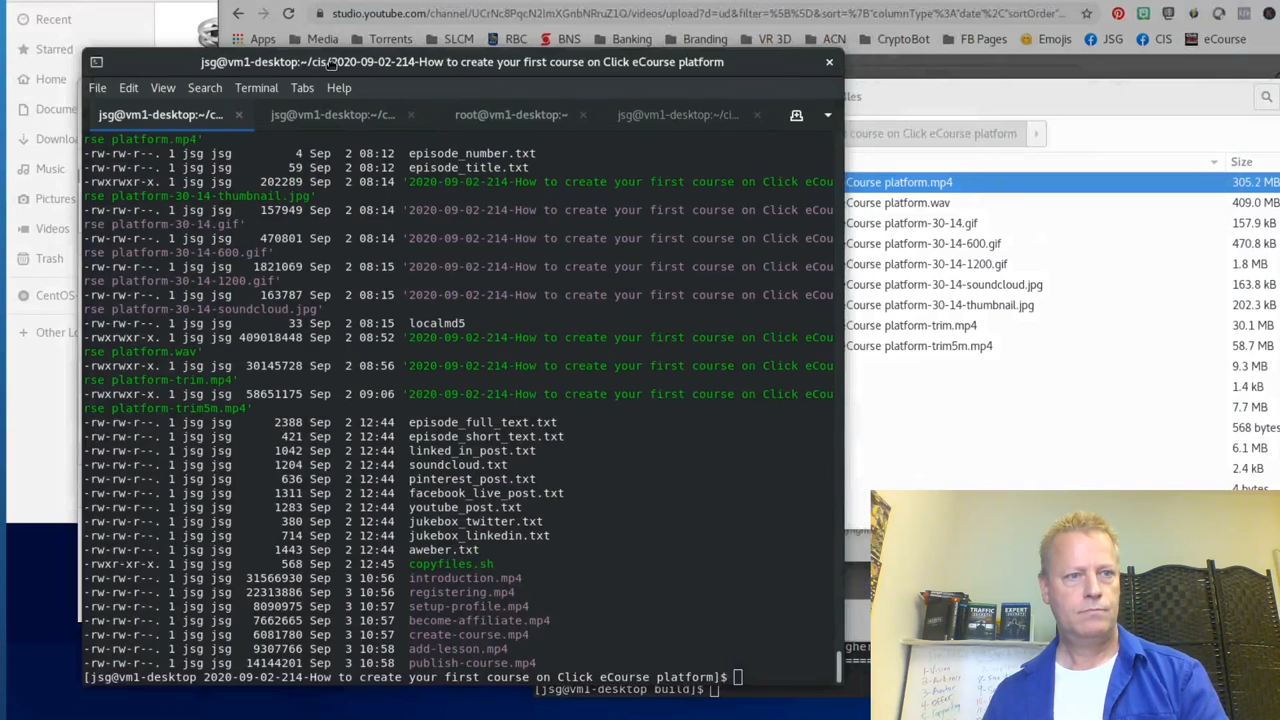 Recent
Starred
Home
Docume
Downlo
Music
Pictures
Videos
Trash
CentOS-
Other Lo
studio.youtube.com/channel/UCrNc8PqcN2lmXGnbNRruZ1Q/videos/upload?d=ud&filter=%5B%5D&sort=%7B"columnType"%3A"date"%2C"sortOrder"...
Apps Media Torrents SLCM RBC BNS Banking Branding VR 3D ACN CryptoBot FB Pages Emojis JSG CIS eCourse
jsg@vm1-desktop:~/cis/2020-09-02-214-How to create your first course on Click eCourse platform
File Edit View Search Terminal Tabs Help
jsg@vm1-desktop:~/c... jsg@vm1-desktop:~/c... root@vm1-desktop:~ jsg@vm1-desktop:~/ci...
rse platform.mp4'
-rw-rw-r--. 1 jsg jsg 4 Sep 2 08:12 episode_number.txt
-rw-rw-r--. 1 jsg jsg 59 Sep 2 08:12 episode_title.txt
-rwxrwxr-x. 1 jsg jsg 202289 Sep 2 08:14 '2020-09-02-214-How to create your first course on Click eCou
rse platform-30-14-thumbnail.jpg'
-rw-rw-r--. 1 jsg jsg 157949 Sep 2 08:14 '2020-09-02-214-How to create your first course on Click eCou
rse platform-30-14.gif'
-rw-rw-r--. 1 jsg jsg 470801 Sep 2 08:14 '2020-09-02-214-How to create your first course on Click eCou
rse platform-30-14-600.gif'
-rw-rw-r--. 1 jsg jsg 1821069 Sep 2 08:15 '2020-09-02-214-How to create your first course on Click eCou
rse platform-30-14-1200.gif'
-rw-rw-r--. 1 jsg jsg 163787 Sep 2 08:15 '2020-09-02-214-How to create your first course on Click eCou
rse platform-30-14-soundcloud.jpg'
-rw-rw-r--. 1 jsg jsg 33 Sep 2 08:15 localmd5
-rwxrwxr-x. 1 jsg jsg 409018448 Sep 2 08:52 '2020-09-02-214-How to create your first course on Click eCou
rse platform.wav'
-rwxrwxr-x. 1 jsg jsg 30145728 Sep 2 08:56 '2020-09-02-214-How to create your first course on Click eCou
rse platform-trim.mp4'
-rwxrwxr-x. 1 jsg jsg 58651175 Sep 2 09:06 '2020-09-02-214-How to create your first course on Click eCou
rse platform-trim5m.mp4'
-rw-rw-r--. 1 jsg jsg 2388 Sep 2 12:44 episode_full_text.txt
-rw-rw-r--. 1 jsg jsg 421 Sep 2 12:44 episode_short_text.txt
-rw-rw-r--. 1 jsg jsg 1042 Sep 2 12:44 linked_in_post.txt
-rw-rw-r--. 1 jsg jsg 1204 Sep 2 12:44 soundcloud.txt
-rw-rw-r--. 1 jsg jsg 636 Sep 2 12:44 pinterest_post.txt
-rw-rw-r--. 1 jsg jsg 1311 Sep 2 12:44 facebook_live_post.txt
-rw-rw-r--. 1 jsg jsg 1283 Sep 2 12:44 youtube_post.txt
-rw-rw-r--. 1 jsg jsg 380 Sep 2 12:44 jukebox_twitter.txt
-rw-rw-r--. 1 jsg jsg 714 Sep 2 12:44 jukebox_linkedin.txt
-rw-rw-r--. 1 jsg jsg 1443 Sep 2 12:44 aweber.txt
-rwxr-xr-x. 1 jsg jsg 568 Sep 2 12:45 copyfiles.sh
-rw-rw-r--. 1 jsg jsg 31566930 Sep 3 10:56 introduction.mp4
-rw-rw-r--. 1 jsg jsg 22313886 Sep 3 10:56 registering.mp4
-rw-rw-r--. 1 jsg jsg 8090975 Sep 3 10:57 setup-profile.mp4
-rw-rw-r--. 1 jsg jsg Sep 3 10:57 become-affiliate.mp4
-rw-rw-r--. 1 jsg jsg 6081780 Sep 3 10:57 create-course.mp4
-rw-rw-r--. 1 jsg jsg 9307766 Sep 3 10:58 add-lesson.mp4
-rw-rw-r--. 1 jsg jsg 14144201 Sep 3 10:58 publish-course.mp4
[jsg@vm1-desktop 2020-09-02-214-How to create your first course on Click eCourse platform]$
[jsg@vm1-desktop build]$
les
course on Click eCourse platform
Size
eCourse platform.mp4 305.2 MB
eCourse platform.wav 409.0 MB
eCourse platform-30-14.gif 157.9 kB
eCourse platform-30-14-600.gif 470.8 kB
eCourse platform-30-14-1200.gif 1.8 MB
eCourse platform-30-14-soundcloud.jpg 163.8 kB
eCourse platform-30-14-thumbnail.jpg 202.3 kB
eCourse platform-trim.mp4 30.1 MB
eCourse platform-trim5m.mp4 58.7 MB
9.3 MB
1.4 kB
7.7 MB
568 bytes
6.1 MB
2.4 kB
4 bytes
TRAFFIC
SECRETS
EXPERT
SECRETS